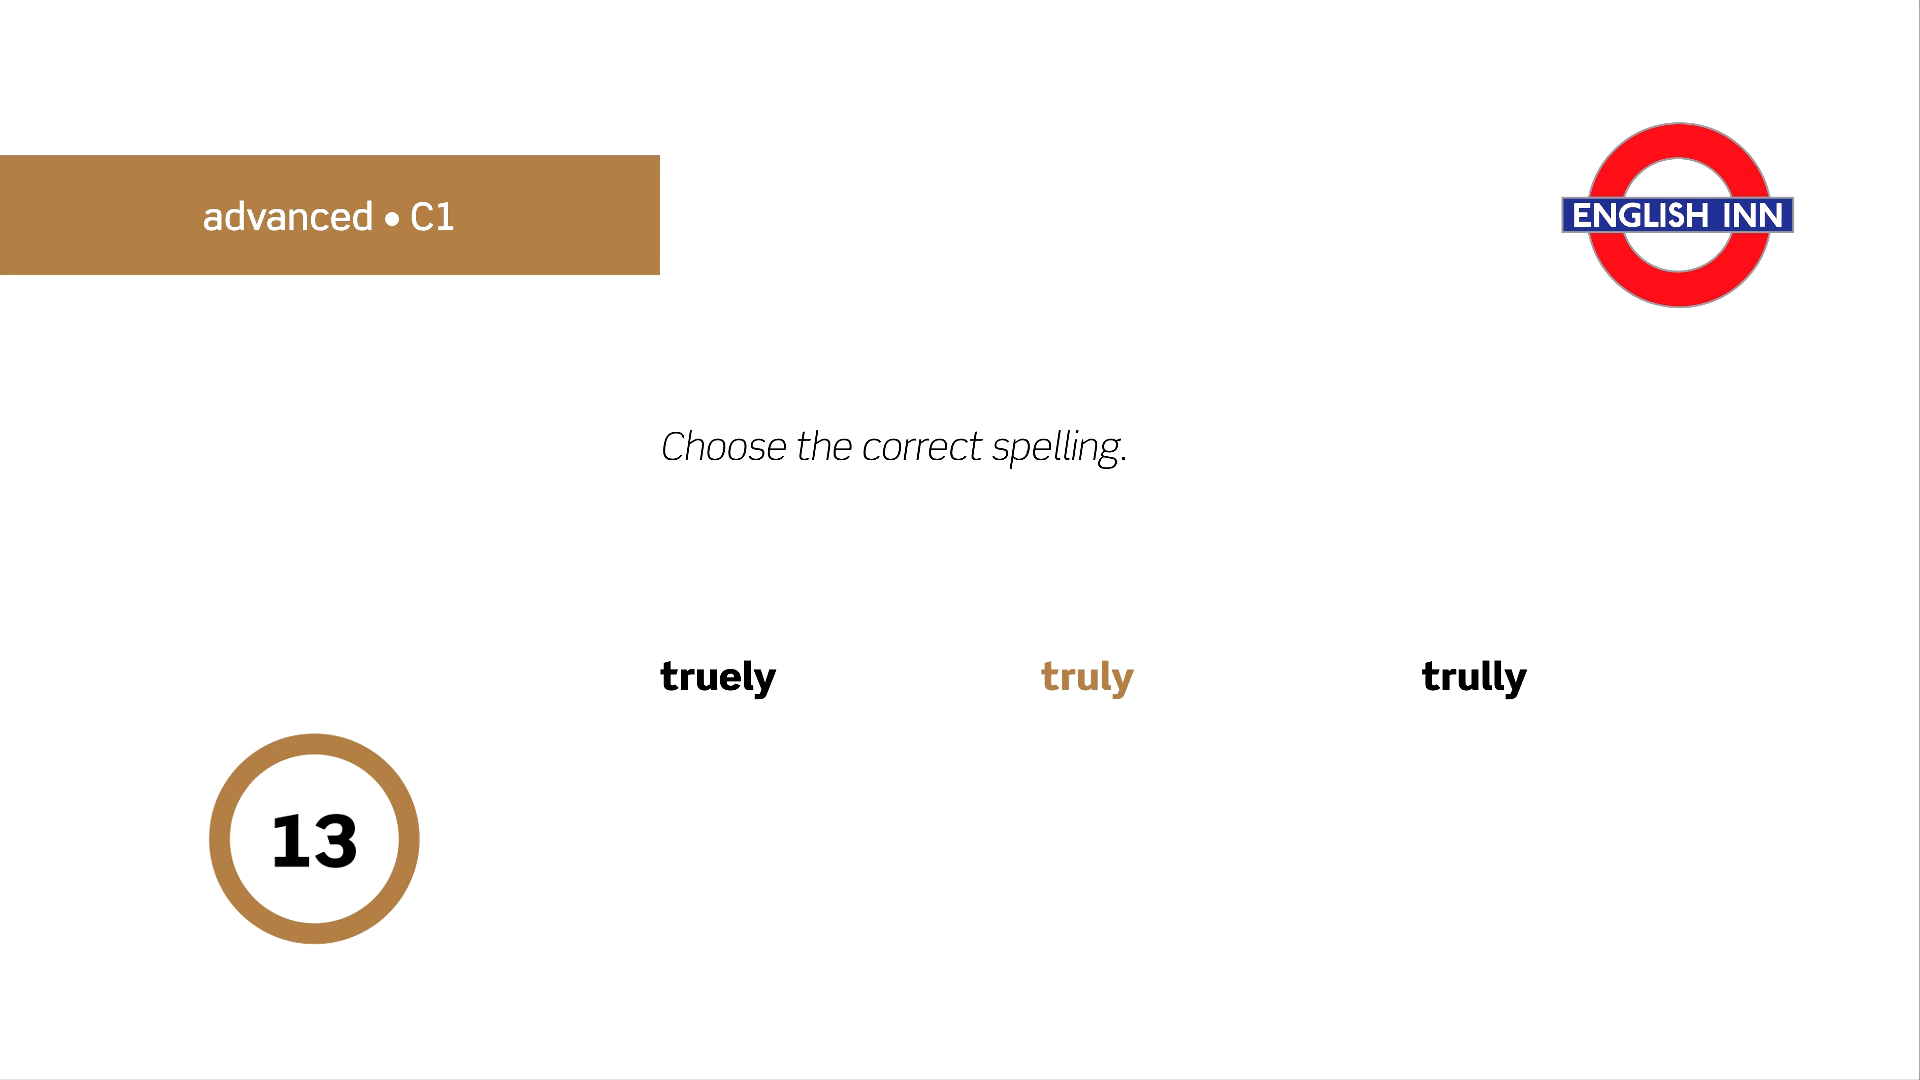 advanced • C1
ENGLISH INN
Choose the correct spelling.
truely truly trully
13